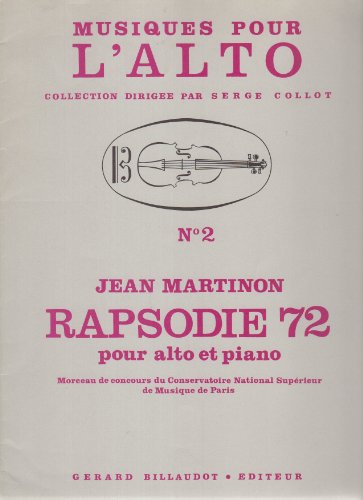 MUSIQUES POUR
L'ALTO
COLLECTION DIRIGEE PAR SERGE COLLOT
Nº2
JEAN MARTINON
RAPSODIE 72
pour alto et piano
Morceau de concours du Conservatoire National Supérieur
de Musique de Paris
GERARD BILLAUDOT • EDITEUR